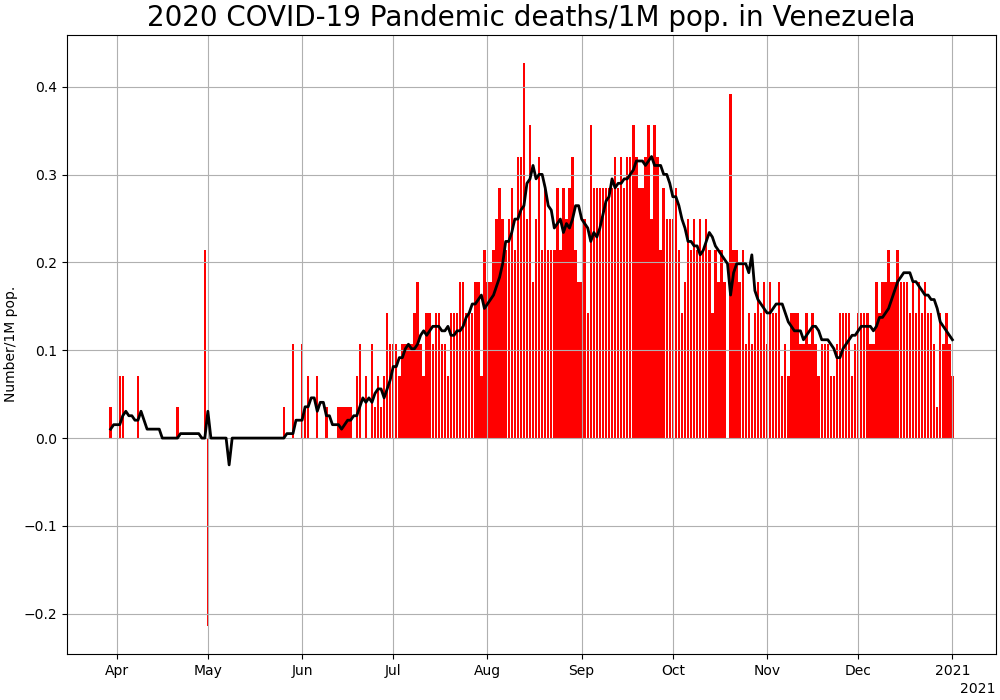 2020 COVID-19 Pandemic deaths/1M pop. in Venezuela
Number/1M pop.
0.4
0.3
0.2
0.1
0.0
−0.1
−0.2
Apr May Jun Jul Aug Sep Oct Nov Dec 2021
2021